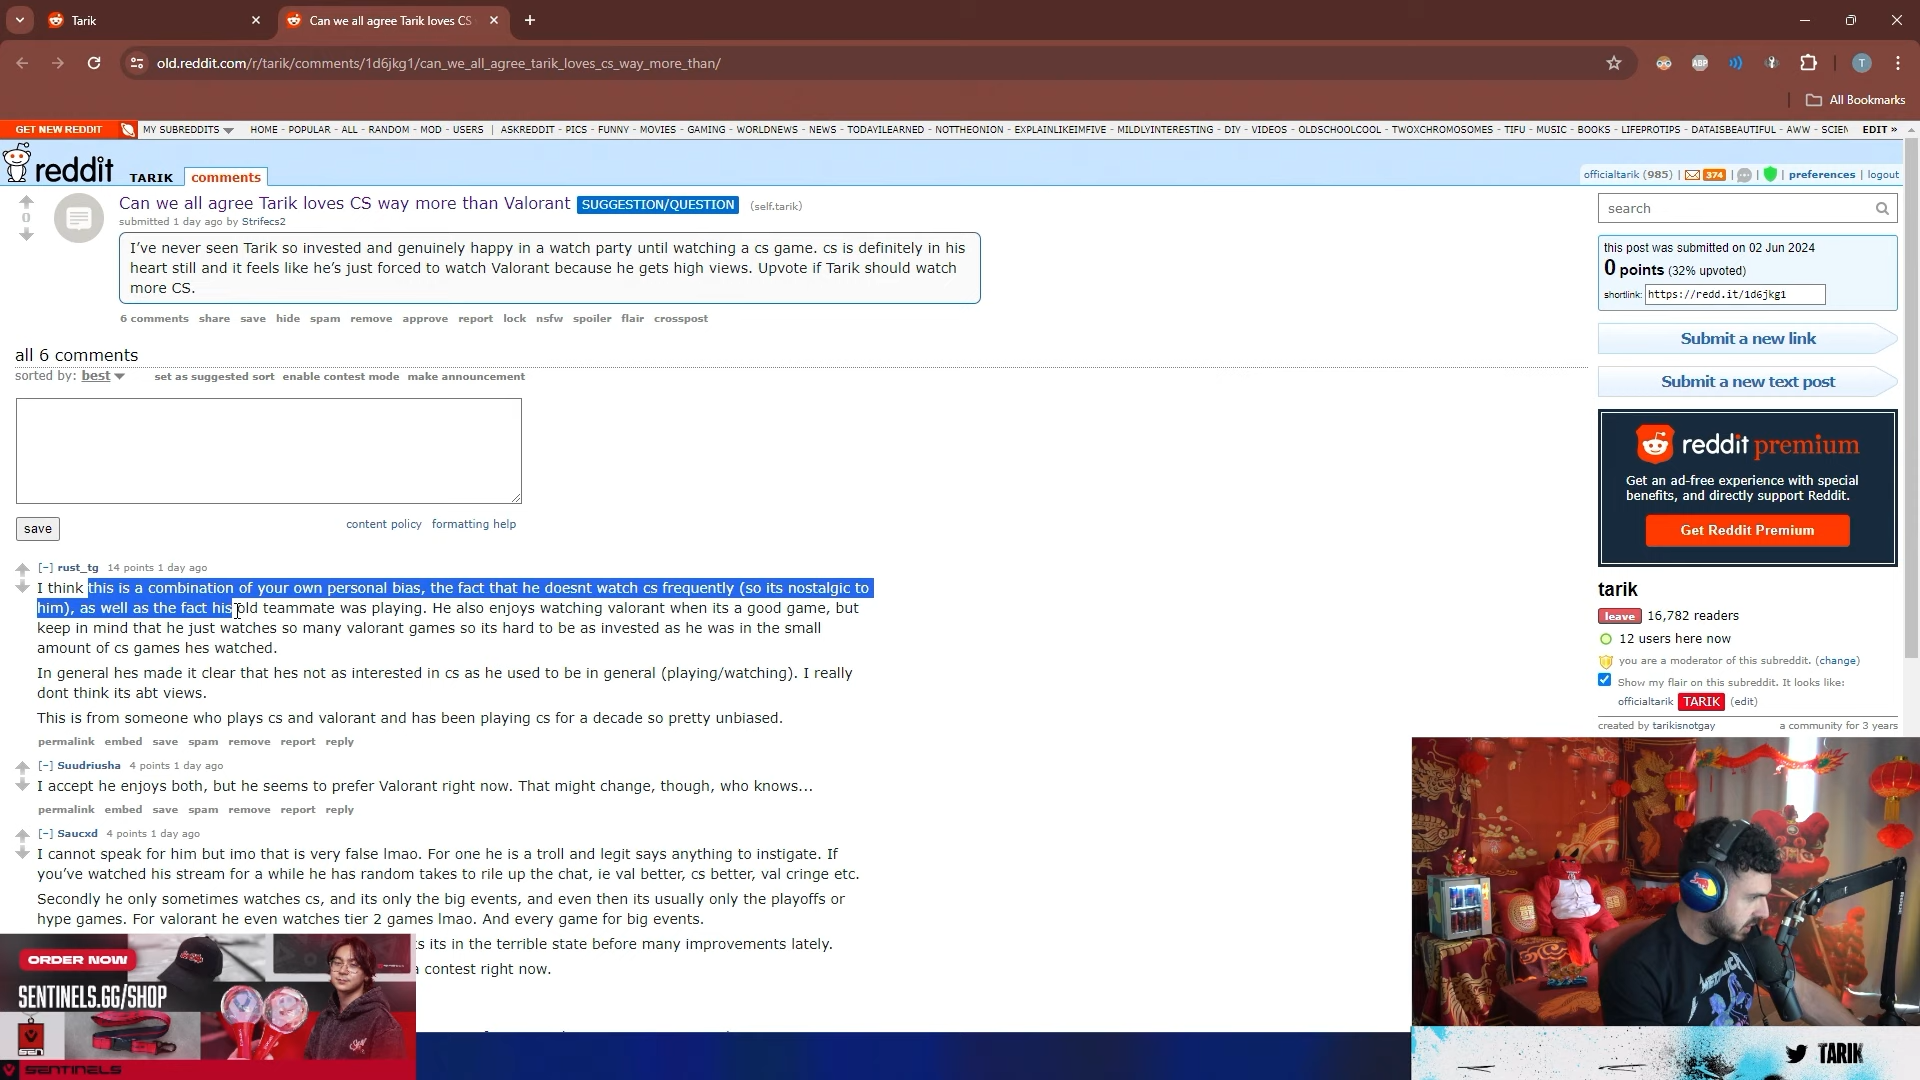 Tarik
Can we all agree Tarik loves CS
old.reddit.com/r/tarik/comments/1d6jkg1/can_we_all_agree_tarik_loves_cs_way_more_than/
ABP
T
All Bookmarks
GET NEW REDDIT MY SUBREDDITS HOME - POPULAR - ALL - RANDOM - MOD - USERS | ASKREDDIT - PICS - FUNNY - MOVIES - GAMING - WORLDNEWS - NEWS - TODAYILEARNED - NOTTHEONION - EXPLAINLIKEIMFIVE - MILDLYINTERESTING - DIY - VIDEOS - OLDSCHOOLCOOL - TWOXCHROMOSOMES - TIFU - MUSIC - BOOKS - LIFEPROTIPS - DATAISBEAUTIFUL - AWW - SCIEN EDIT »
reddit TARIK comments
officialtarik (985) | 374 | | | preferences | logout
Can we all agree Tarik loves CS way more than Valorant SUGGESTION/QUESTION (self.tarik)
0
submitted 1 day ago by Strifecs2
I've never seen Tarik so invested and genuinely happy in a watch party until watching a cs game. cs is definitely in his
heart still and it feels like he's just forced to watch Valorant because he gets high views. Upvote if Tarik should watch
more CS.
6 comments share save hide spam remove approve report lock nsfw spoiler flair crosspost
all 6 comments
sorted by: best set as suggested sort enable contest mode make announcement
save
content policy formatting help
[–] rust_tg 14 points 1 day ago
I think this is a combination of your own personal bias, the fact that he doesnt watch cs frequently (so its nostalgic to
him), as well as the fact his old teammate was playing. He also enjoys watching valorant when its a good game, but
keep in mind that he just watches so many valorant games so its hard to be as invested as he was in the small
amount of cs games hes watched.
In general hes made it clear that hes not as interested in cs as he used to be in general (playing/watching). I really
dont think its abt views.
This is from someone who plays cs and valorant and has been playing cs for a decade so pretty unbiased.
permalink embed save spam remove report reply
[–] Suudriusha 4 points 1 day ago
I accept he enjoys both, but he seems to prefer Valorant right now. That might change, though, who knows...
permalink embed save spam remove report reply
[–] Saucxd 4 points 1 day ago
I cannot speak for him but imo that is very false lmao. For one he is a troll and legit says anything to instigate. If
you've watched his stream for a while he has random takes to rile up the chat, ie val better, cs better, val cringe etc.
Secondly he only sometimes watches cs, and its only the big events, and even then its usually only the playoffs or
hype games. For valorant he even watches tier 2 games lmao. And every game for big events.
its in the terrible state before many improvements lately.
contest right now.
search
this post was submitted on 02 Jun 2024
0 points (32% upvoted)
shortlink: https://redd.it/1d6jkg1
Submit a new link
Submit a new text post
reddit premium
Get an ad-free experience with special
benefits, and directly support Reddit.
Get Reddit Premium
tarik
leave 16,782 readers
12 users here now
you are a moderator of this subreddit. (change)
Show my flair on this subreddit. It looks like:
officialtarik TARIK (edit)
created by tarikisnotgay a community for 3 years
ORDER NOW
SENTINELS.GG/SHOP
SEN
SENTINELS
METALLICA
TARIK